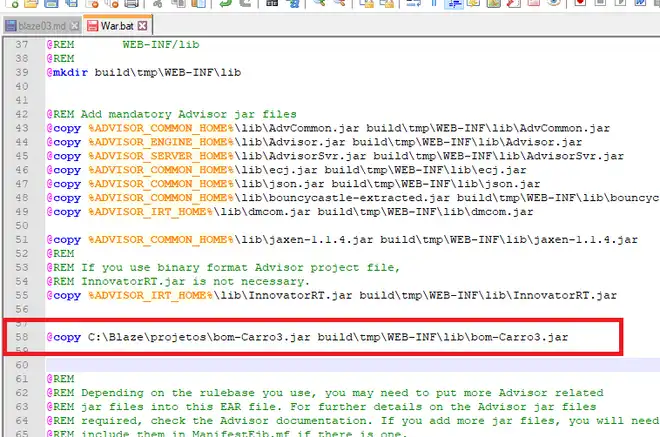 blaze03.md War.bat
37 @REM WEB-INF/lib
38 @REM
39 @mkdir build\tmp\WEB-INF\lib
40
41
42 @REM Add mandatory Advisor jar files
43 @copy %ADVISOR_COMMON_HOME%\lib\AdvCommon.jar build\tmp\WEB-INF\lib\AdvCommon.jar
44 @copy %ADVISOR_ENGINE_HOME%\lib\Advisor.jar build\tmp\WEB-INF\lib\Advisor.jar
45 @copy %ADVISOR_SERVER_HOME%\lib\AdvisorSvr.jar build\tmp\WEB-INF\lib\AdvisorSvr.jar
46 @copy %ADVISOR_COMMON_HOME%\lib\ecj.jar build\tmp\WEB-INF\lib\ecj.jar
47 @copy %ADVISOR_COMMON_HOME%\lib\json.jar build\tmp\WEB-INF\lib\json.jar
48 @copy %ADVISOR_COMMON_HOME%\lib\bouncycastle-extracted.jar build\tmp\WEB-INF\lib\bouncyc
49 @copy %ADVISOR_IRT_HOME%\lib\dmcom.jar build\tmp\WEB-INF\lib\dmcom.jar
50
51 @copy %ADVISOR_COMMON_HOME%\lib\jaxen-1.1.4.jar build\tmp\WEB-INF\lib\jaxen-1.1.4.jar
52 @REM
53 @REM If you use binary format Advisor project file,
54 @REM InnovatorRT.jar is not necessary.
55 @copy %ADVISOR_IRT_HOME%\lib\InnovatorRT.jar build\tmp\WEB-INF\lib\InnovatorRT.jar
56
57
58 @copy C:\Blaze\projetos\bom-Carro3.jar build\tmp\WEB-INF\lib\bom-Carro3.jar
59
60
61 @REM
62 @REM Depending on the rulebase you use, you may need to put more Advisor related
63 @REM jar files into this EAR file. For further details on the Advisor jar files
64 @REM required, check the Advisor documentation. If you add more jar files, you will need
65 @REM include them in ManifestEjb.mf if there is one.